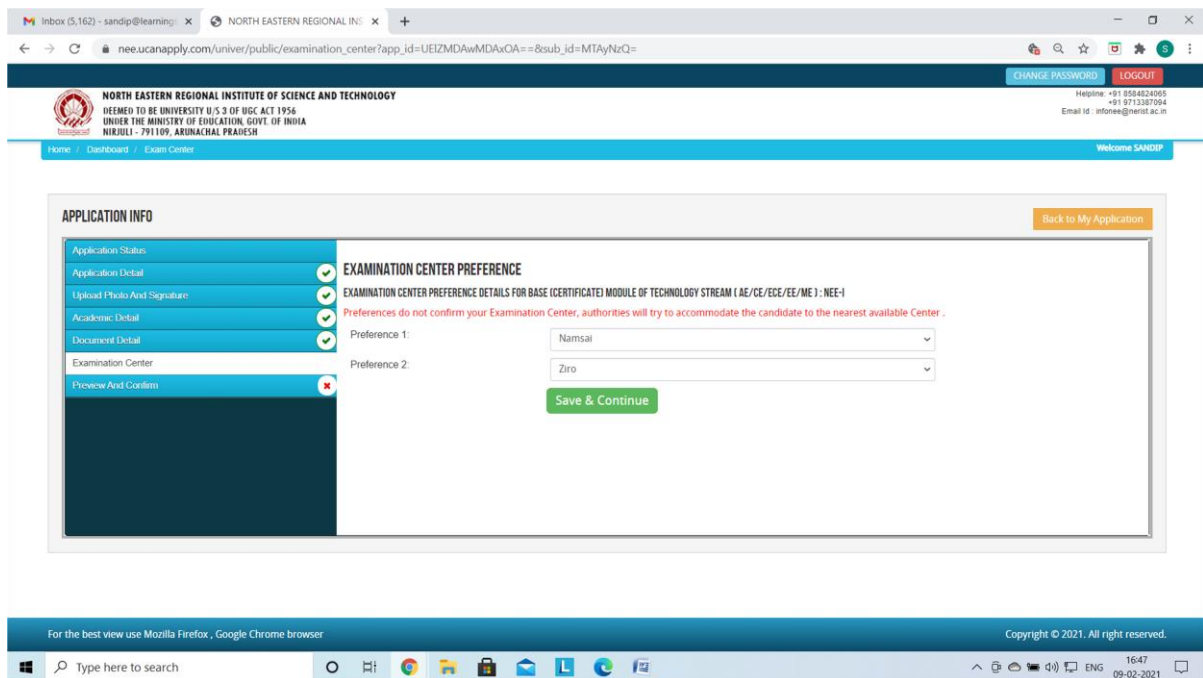 Inbox (5,162) - sandip@learning
NORTH EASTERN REGIONAL INS
nee.ucanapply.com/univer/public/examination_center?app_id=UElZMDAwMDAxOA==&sub_id=MTAyNzQ=
S
CHANGE PASSWORD LOGOUT
NORTH EASTERN REGIONAL INSTITUTE OF SCIENCE AND TECHNOLOGY
DEEMED TO BE UNIVERSITY U/S 3 OF UGC ACT 1956
UNDER THE MINISTRY OF EDUCATION, GOVT. OF INDIA
NIRJULI - 791109, ARUNACHAL PRADESH
Helpline: +91 8584824065
+91 9713387094
Email Id : infonee@nerist.ac.in
Home / Dashboard / Exam Center
Welcome SANDIP
APPLICATION INFO
Back to My Application
Application Status
Application Detail
Upload Photo And Signature
Academic Detail
Document Detail
Examination Center
Preview And Confirm
EXAMINATION CENTER PREFERENCE
EXAMINATION CENTER PREFERENCE DETAILS FOR BASE (CERTIFICATE) MODULE OF TECHNOLOGY STREAM ( AE/CE/ECE/EE/ME ) : NEE-I
Preferences do not confirm your Examination Center, authorities will try to accommodate the candidate to the nearest available Center .
Preference 1: Namsai
Preference 2: Ziro
Save & Continue
For the best view use Mozilla Firefox , Google Chrome browser
Copyright © 2021. All right reserved.
Type here to search
L
ENG
16:47
09-02-2021